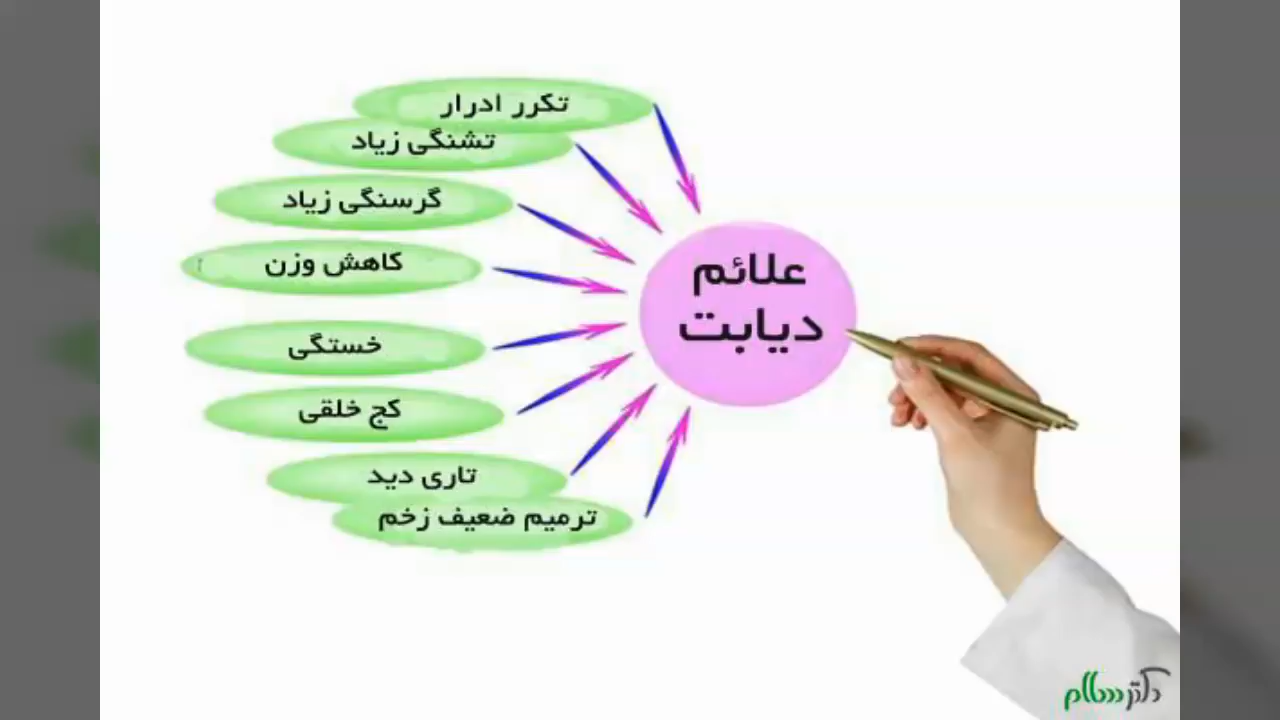 تکرر ادرار
تشنگی زیاد
گرسنگی زیاد
کاهش وزن
خستگی
کج خلقی
تاری دید
ترمیم ضعیف زخم
علائم
دیابت
دکتر سلام